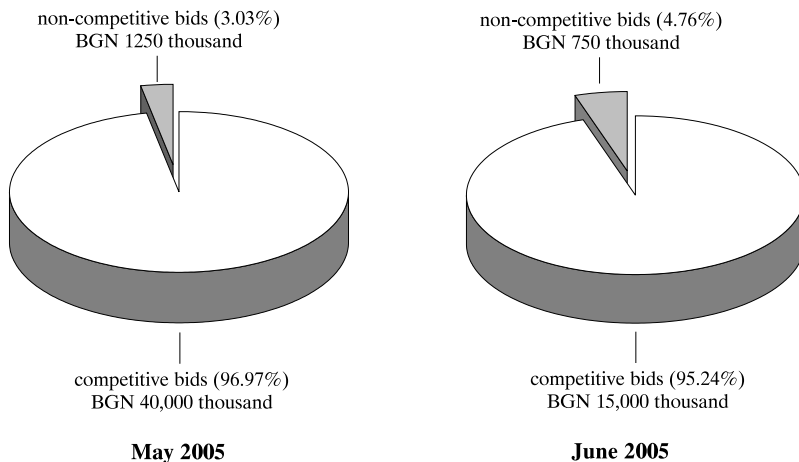 non-competitive bids (3.03%)
BGN 1250 thousand
competitive bids (96.97%)
BGN 40,000 thousand
May 2005
non-competitive bids (4.76%)
BGN 750 thousand
competitive bids (95.24%)
BGN 15,000 thousand
June 2005